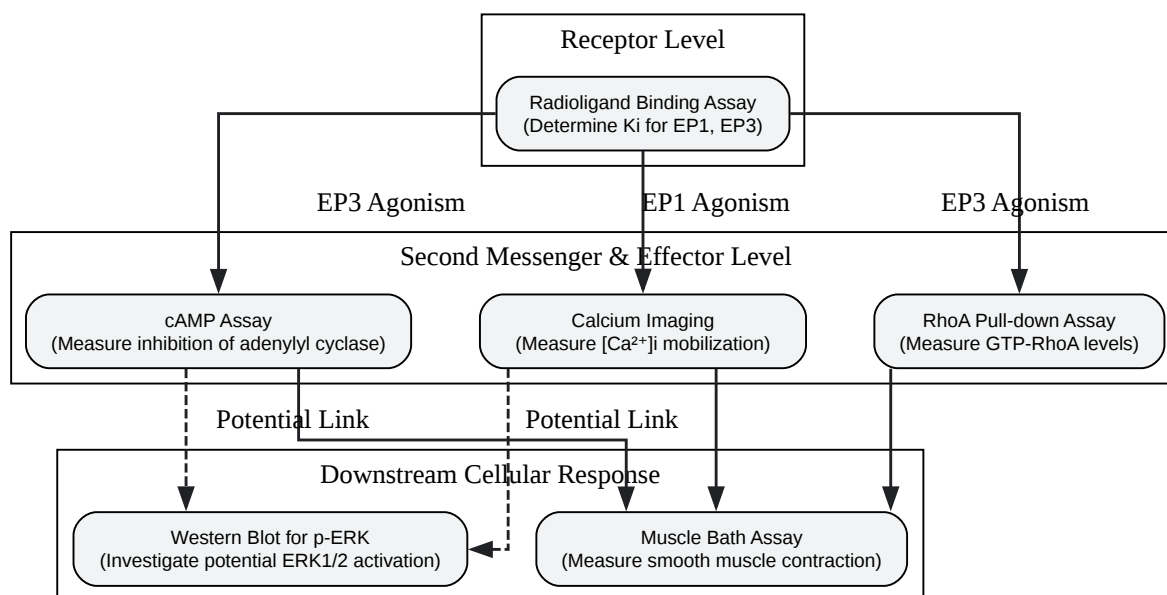 Receptor Level
Radioligand Binding Assay
(Determine Ki for EP1, EP3)
EP3 Agonism
EP1 Agonism
EP3 Agonism
Second Messenger & Effector Level
cAMP Assay
(Measure inhibition of adenylyl cyclase)
Calcium Imaging
(Measure [Ca²⁺]i mobilization)
RhoA Pull-down Assay
(Measure GTP-RhoA levels)
Potential Link
Potential Link
Downstream Cellular Response
Western Blot for p-ERK
(Investigate potential ERK1/2 activation)
Muscle Bath Assay
(Measure smooth muscle contraction)